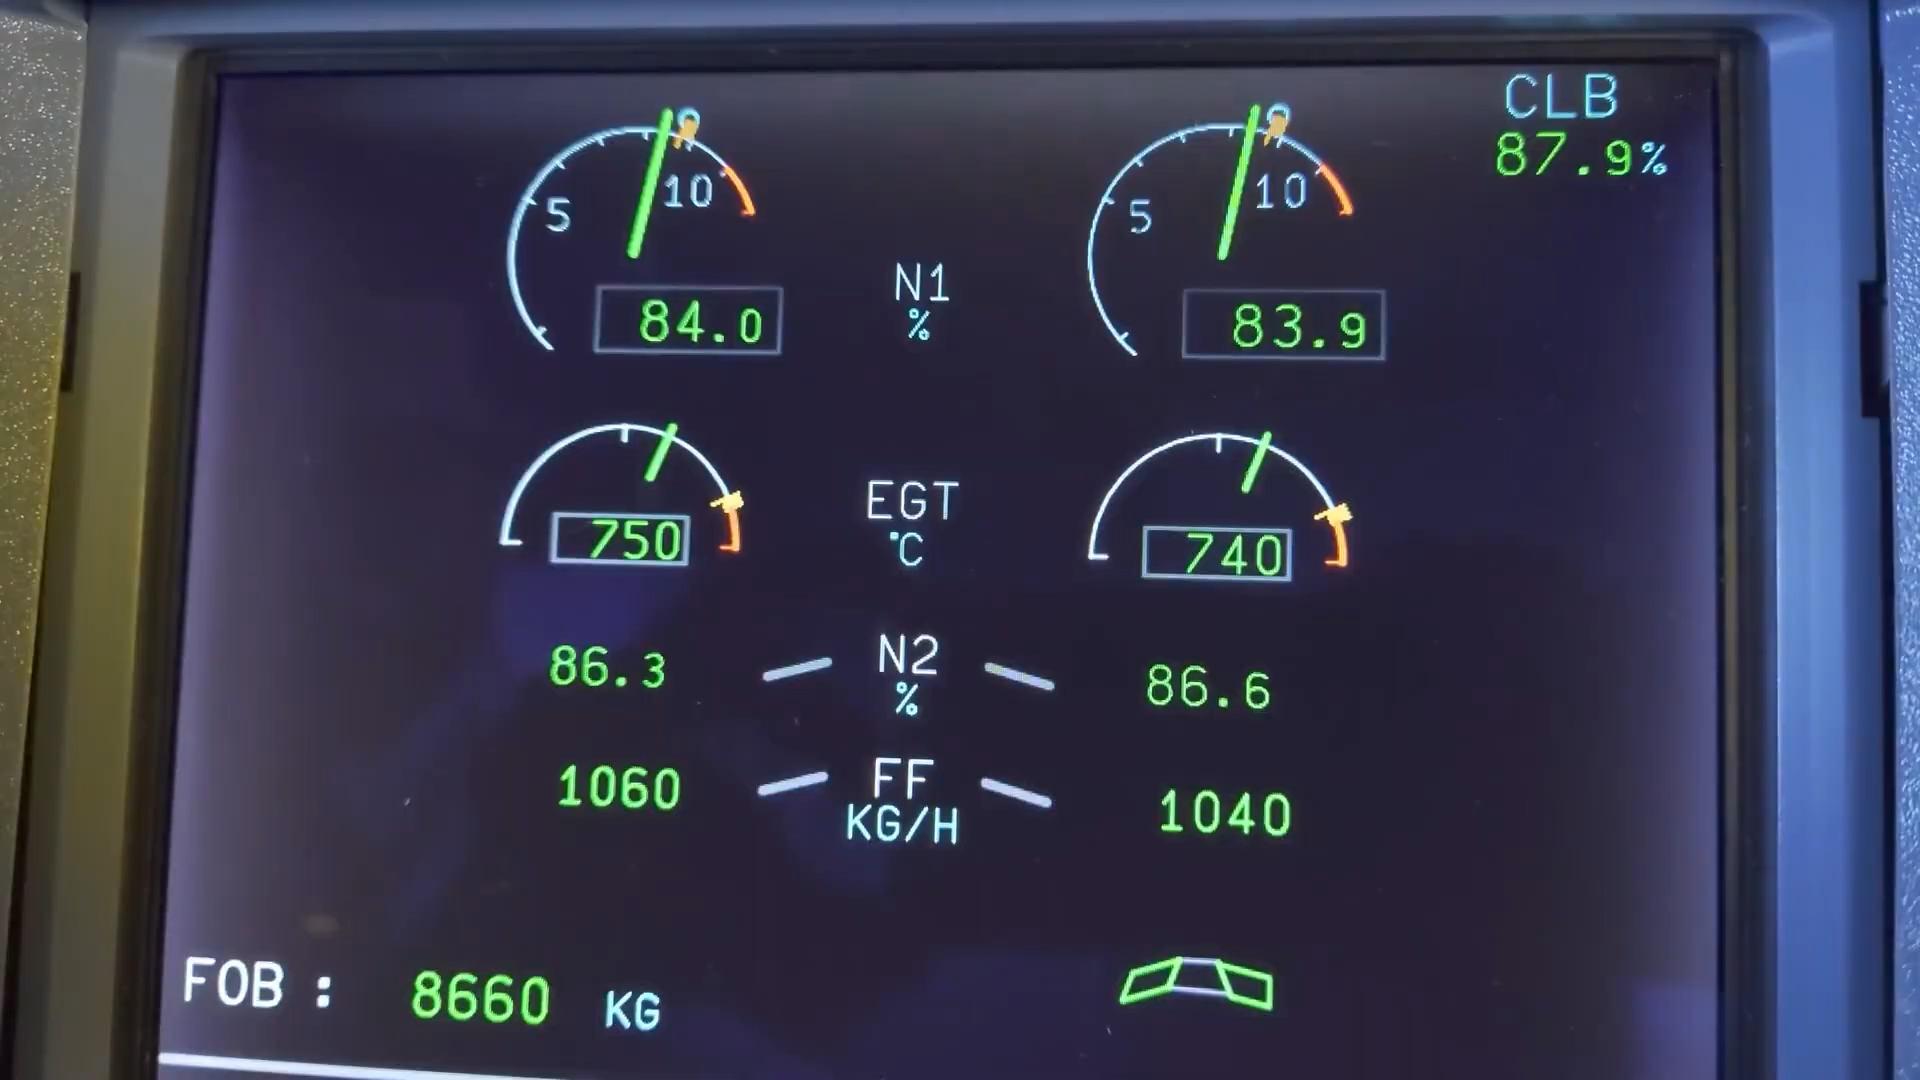 CLB
87.9%
5 10 5 10
84.0 N1 % 83.9
750 EGT °C 740
86.3 N2 % 86.6
1060 FF KG/H 1040
FOB : 8660 KG